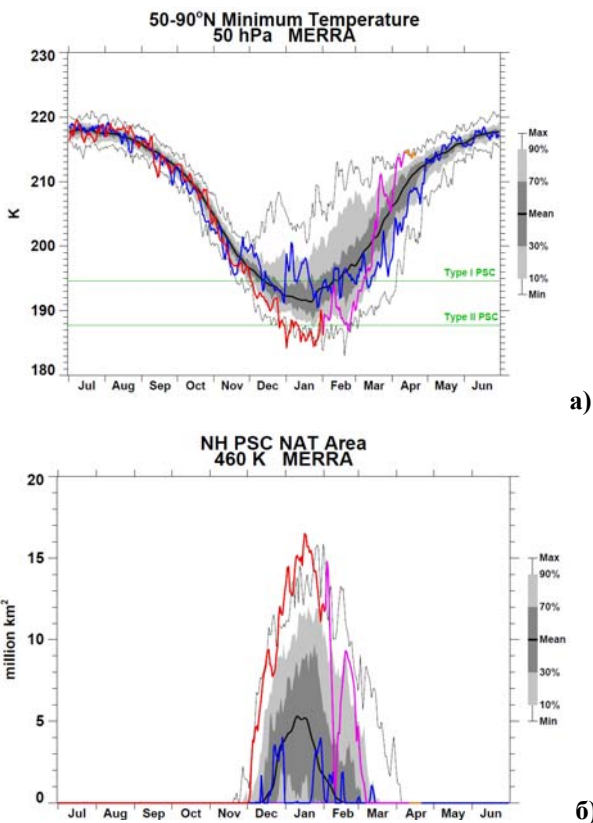 50-90°N Minimum Temperature
50 hPa MERRA
K
230
220
210
200
190
180
Type I PSC
Type II PSC
Jul Aug Sep Oct Nov Dec Jan Feb Mar Apr May Jun
Max
90%
70%
Mean
30%
10%
Min
а)
NH PSC NAT Area
460 K MERRA
million km²
20
15
10
5
0
Jul Aug Sep Oct Nov Dec Jan Feb Mar Apr May Jun
Max
90%
70%
Mean
30%
10%
Min
б)